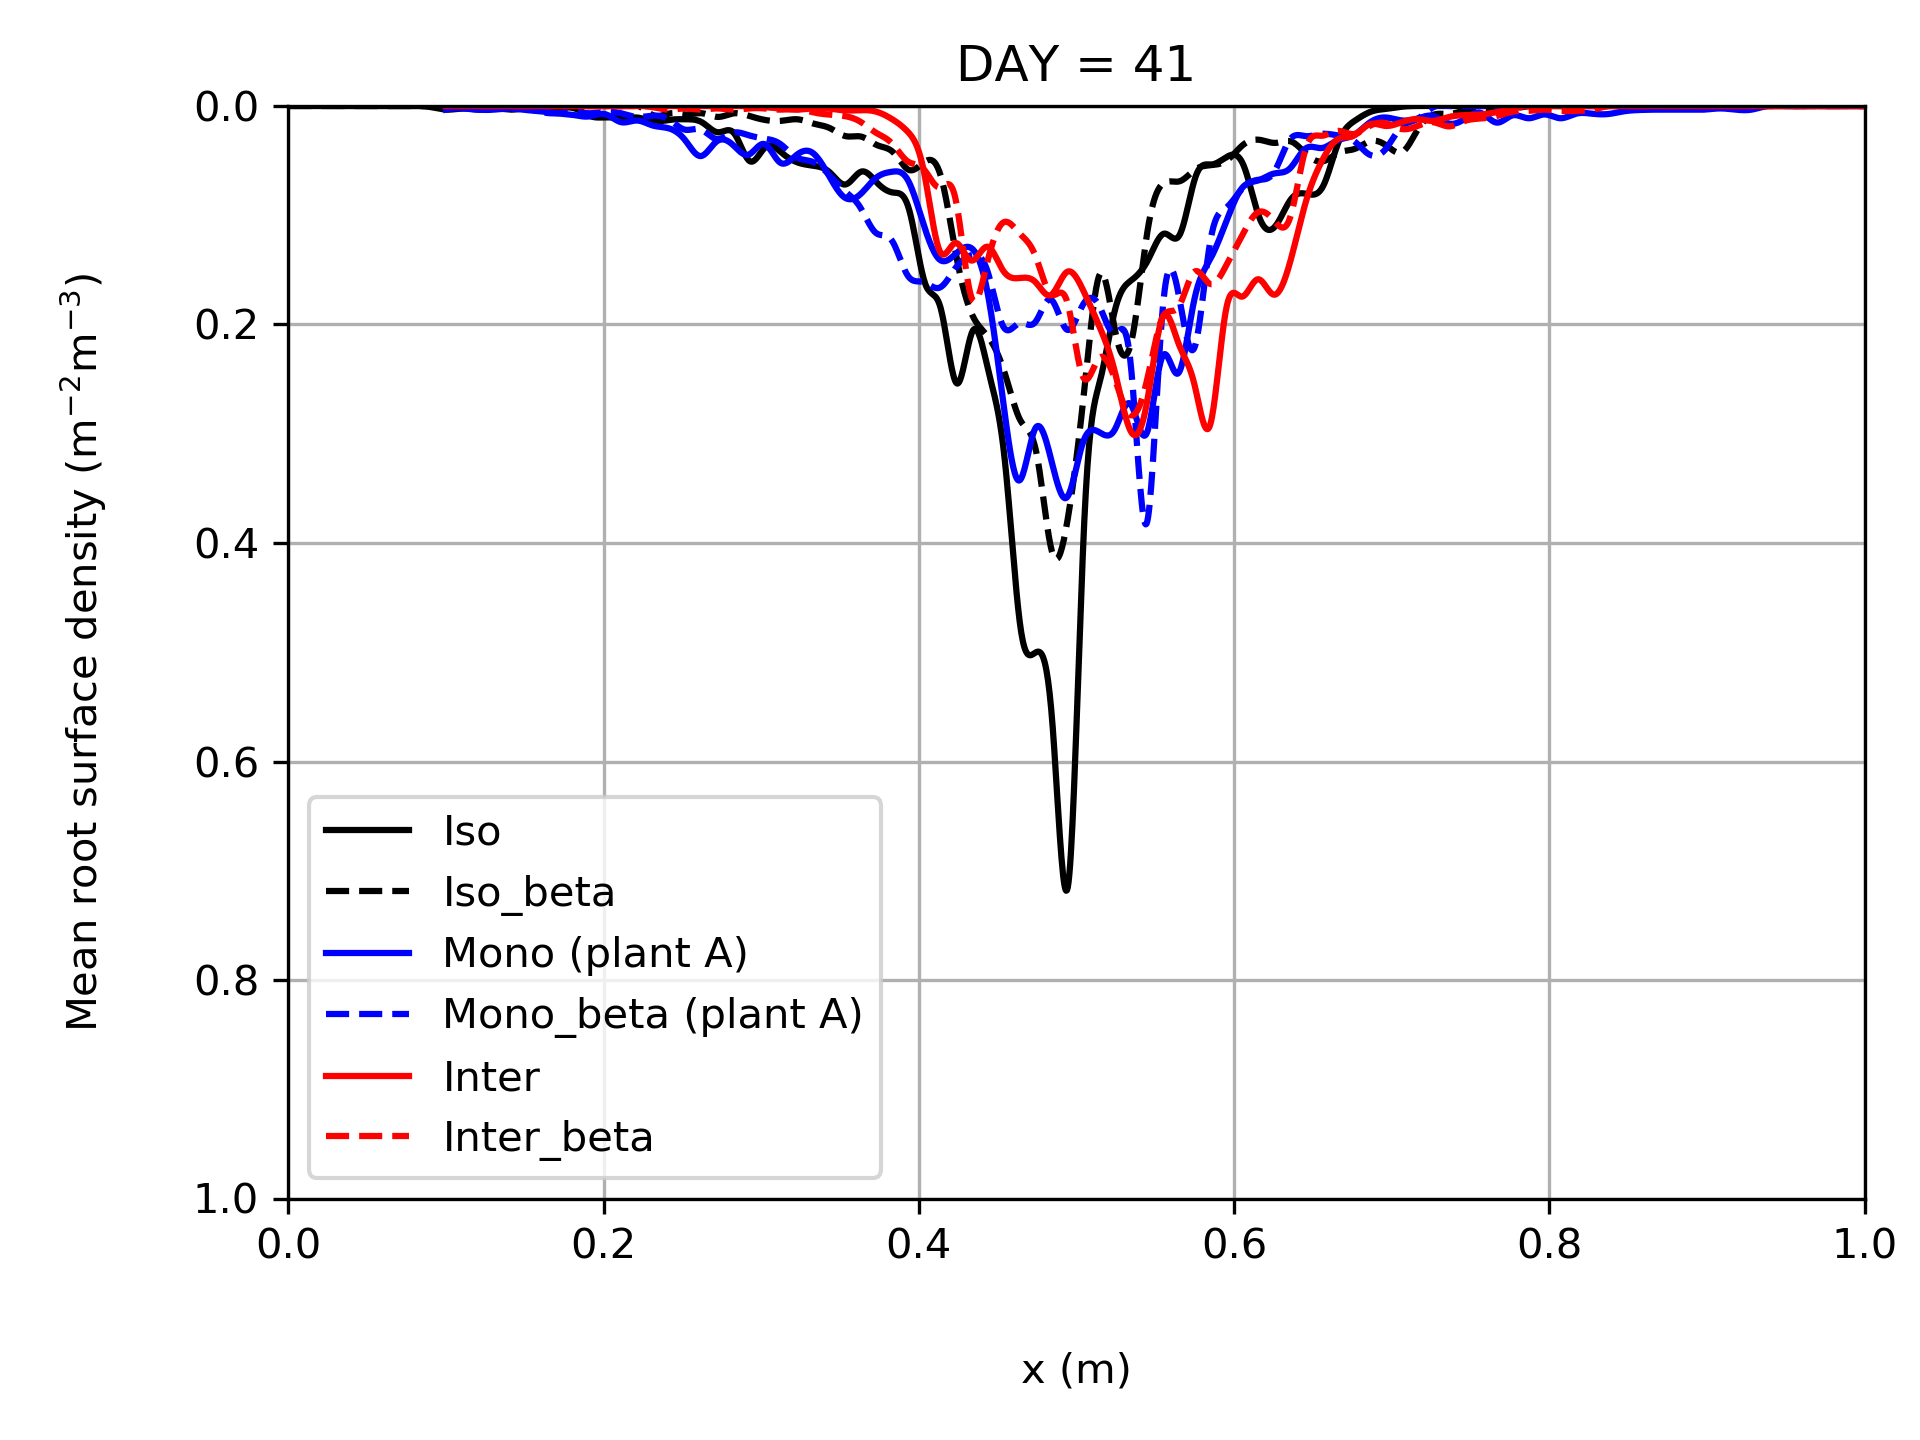 DAY = 41
Mean root surface density (m⁻²m⁻³)
0.0
0.2
0.4
0.6
0.8
1.0
Iso
Iso_beta
Mono (plant A)
Mono_beta (plant A)
Inter
Inter_beta
0.0 0.2 0.4 0.6 0.8 1.0
x (m)